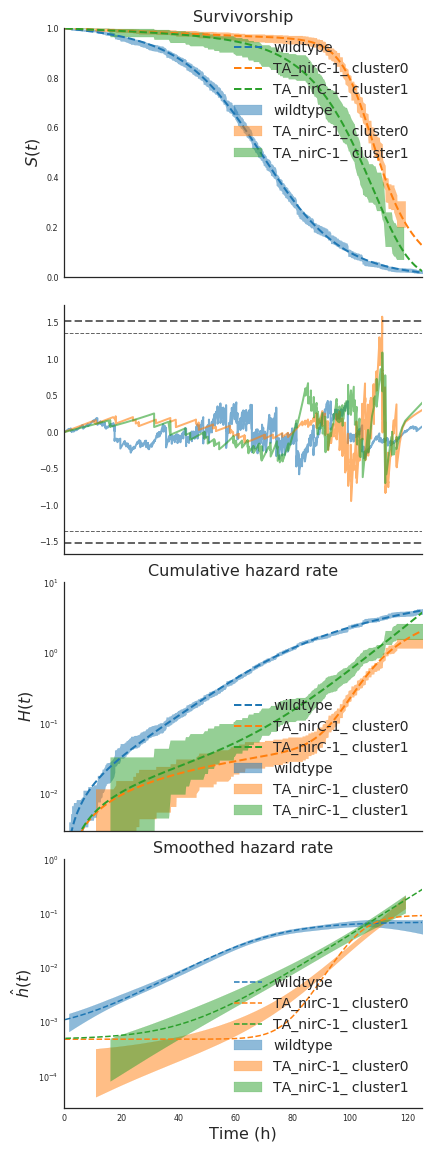 Survivorship
1.0
0.8
0.6
0.4
0.2
0.0
S(t)
wildtype
TA_nirC-1_ cluster0
TA_nirC-1_ cluster1
wildtype
TA_nirC-1_ cluster0
TA_nirC-1_ cluster1
1.5
1.0
0.5
0.0
−0.5
−1.0
−1.5
Cumulative hazard rate
10¹
10⁰
10⁻¹
10⁻²
H(t)
wildtype
TA_nirC-1_ cluster0
TA_nirC-1_ cluster1
wildtype
TA_nirC-1_ cluster0
TA_nirC-1_ cluster1
Smoothed hazard rate
10⁰
10⁻¹
10⁻²
10⁻³
10⁻⁴
ĥ(t)
wildtype
TA_nirC-1_ cluster0
TA_nirC-1_ cluster1
wildtype
TA_nirC-1_ cluster0
TA_nirC-1_ cluster1
0 20 40 60 80 100 120
Time (h)